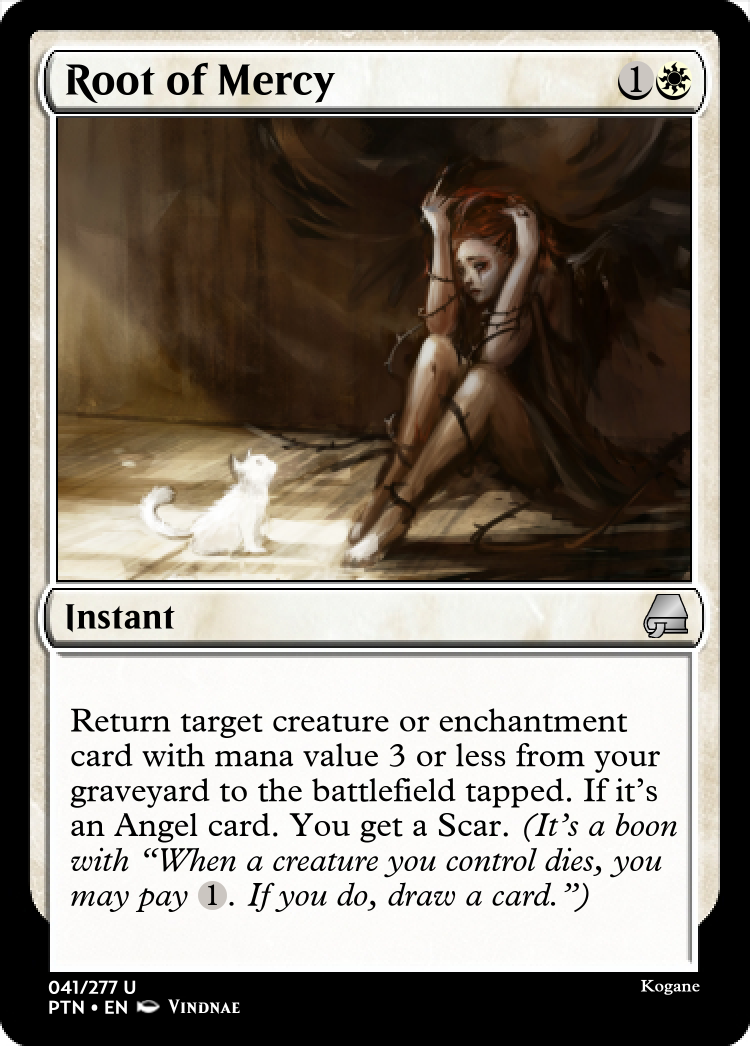 Root of Mercy 1
Instant
Return target creature or enchantment
card with mana value 3 or less from your
graveyard to the battlefield tapped. If it's
an Angel card. You get a Scar. (It's a boon
with “When a creature you control dies, you
may pay 1. If you do, draw a card.”)
041/277 U
Kogane
PTN • EN VINDNAE